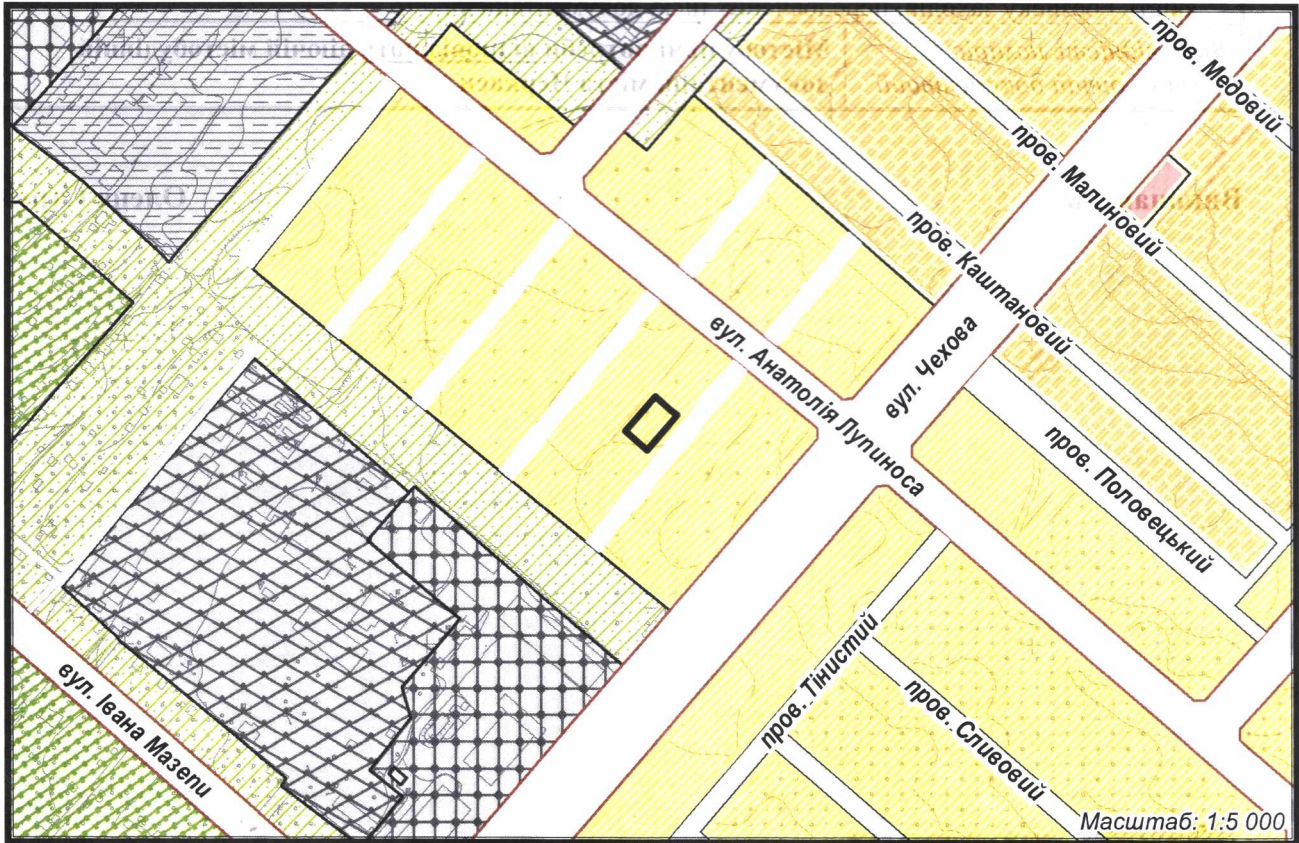 пров. Медовий
пров. Малиновий
пров. Каштановий
вул. Чехова
вул. Анатолія Лупиноса
пров. Половецький
пров. Тінистий
пров. Сливовий
вул. Івана Мазепи
Масштаб: 1:5 000